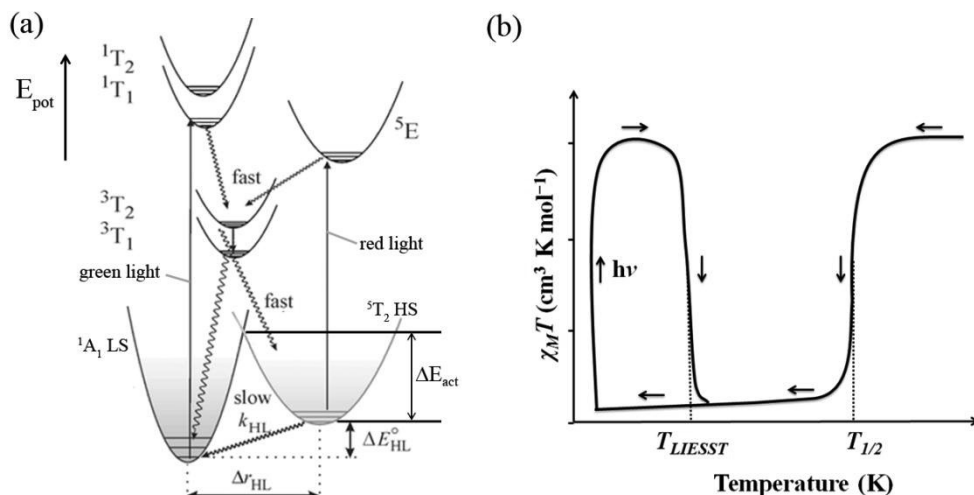 (a)
E_pot
¹T₂
¹T₁
⁵E
fast
³T₂
³T₁
green light
red light
fast
⁵T₂ HS
¹A₁ LS
ΔE_act
slow
k_HL
ΔE°_HL
Δr_HL
(b)
χ_M T (cm³ K mol⁻¹)
hν
T_LIESST
T_1/2
Temperature (K)